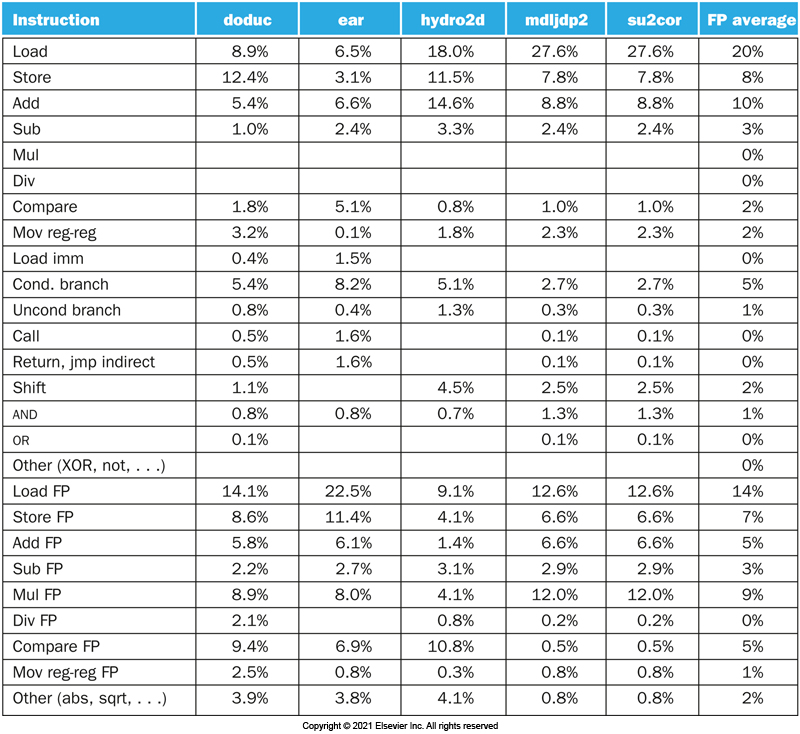 Instruction doduc ear hydro2d mdljdp2 su2cor FP average
Load 8.9% 6.5% 18.0% 27.6% 27.6% 20%
Store 12.4% 3.1% 11.5% 7.8% 7.8% 8%
Add 5.4% 6.6% 14.6% 8.8% 8.8% 10%
Sub 1.0% 2.4% 3.3% 2.4% 2.4% 3%
Mul 0%
Div 0%
Compare 1.8% 5.1% 0.8% 1.0% 1.0% 2%
Mov reg-reg 3.2% 0.1% 1.8% 2.3% 2.3% 2%
Load imm 0.4% 1.5% 0%
Cond. branch 5.4% 8.2% 5.1% 2.7% 2.7% 5%
Uncond branch 0.8% 0.4% 1.3% 0.3% 0.3% 1%
Call 0.5% 1.6% 0.1% 0.1% 0%
Return, jmp indirect 0.5% 1.6% 0.1% 0.1% 0%
Shift 1.1% 4.5% 2.5% 2.5% 2%
AND 0.8% 0.8% 0.7% 1.3% 1.3% 1%
OR 0.1% 0.1% 0.1% 0%
Other (XOR, not, . . .) 0%
Load FP 14.1% 22.5% 9.1% 12.6% 12.6% 14%
Store FP 8.6% 11.4% 4.1% 6.6% 6.6% 7%
Add FP 5.8% 6.1% 1.4% 6.6% 6.6% 5%
Sub FP 2.2% 2.7% 3.1% 2.9% 2.9% 3%
Mul FP 8.9% 8.0% 4.1% 12.0% 12.0% 9%
Div FP 2.1% 0.8% 0.2% 0.2% 0%
Compare FP 9.4% 6.9% 10.8% 0.5% 0.5% 5%
Mov reg-reg FP 2.5% 0.8% 0.3% 0.8% 0.8% 1%
Other (abs, sqrt, . . .) 3.9% 3.8% 4.1% 0.8% 0.8% 2%
Copyright © 2021 Elsevier Inc. All rights reserved